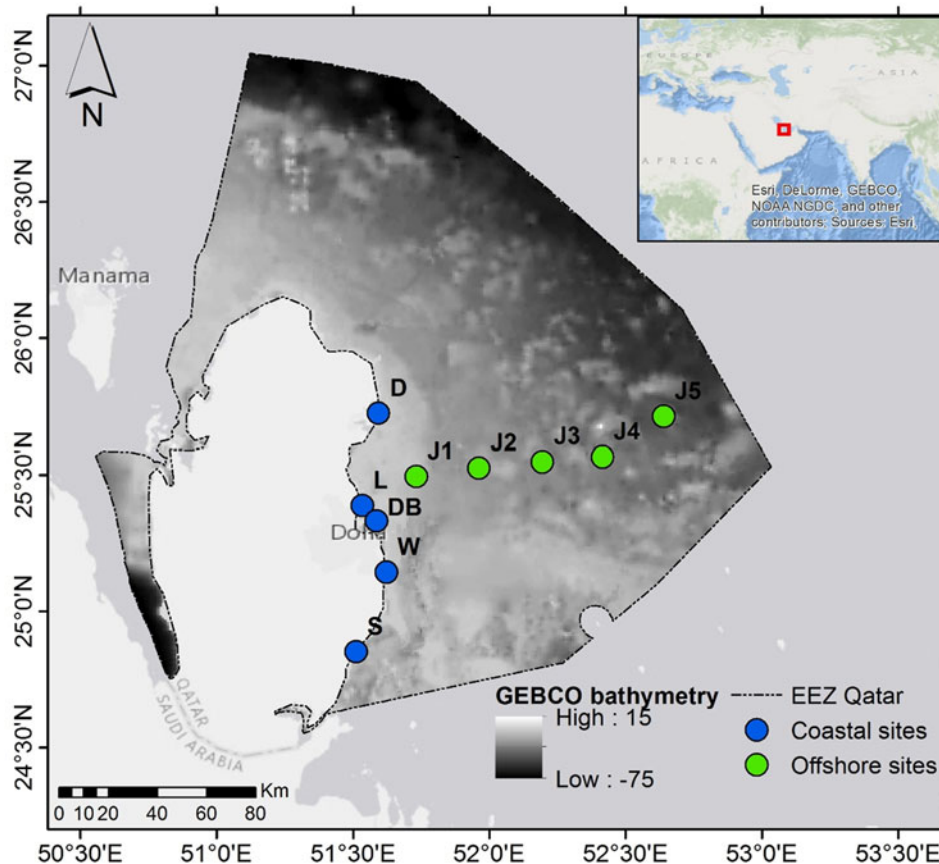 27°0'N
26°30'N
26°0'N
25°30'N
25°0'N
24°30'N
N
EUROPE
ASIA
AFRICA
Esri, DeLorme, GEBCO,
NOAA NGDC, and other
contributors; Sources: Esri,
Manama
D
J5
J4
J3
J2
J1
L
DB
Doha
W
S
QATAR
SAUDI ARABIA
GEBCO bathymetry
High : 15
Low : -75
EEZ Qatar
Coastal sites
Offshore sites
Km
0 10 20 40 60 80
50°30'E 51°0'E 51°30'E 52°0'E 52°30'E 53°0'E 53°30'E